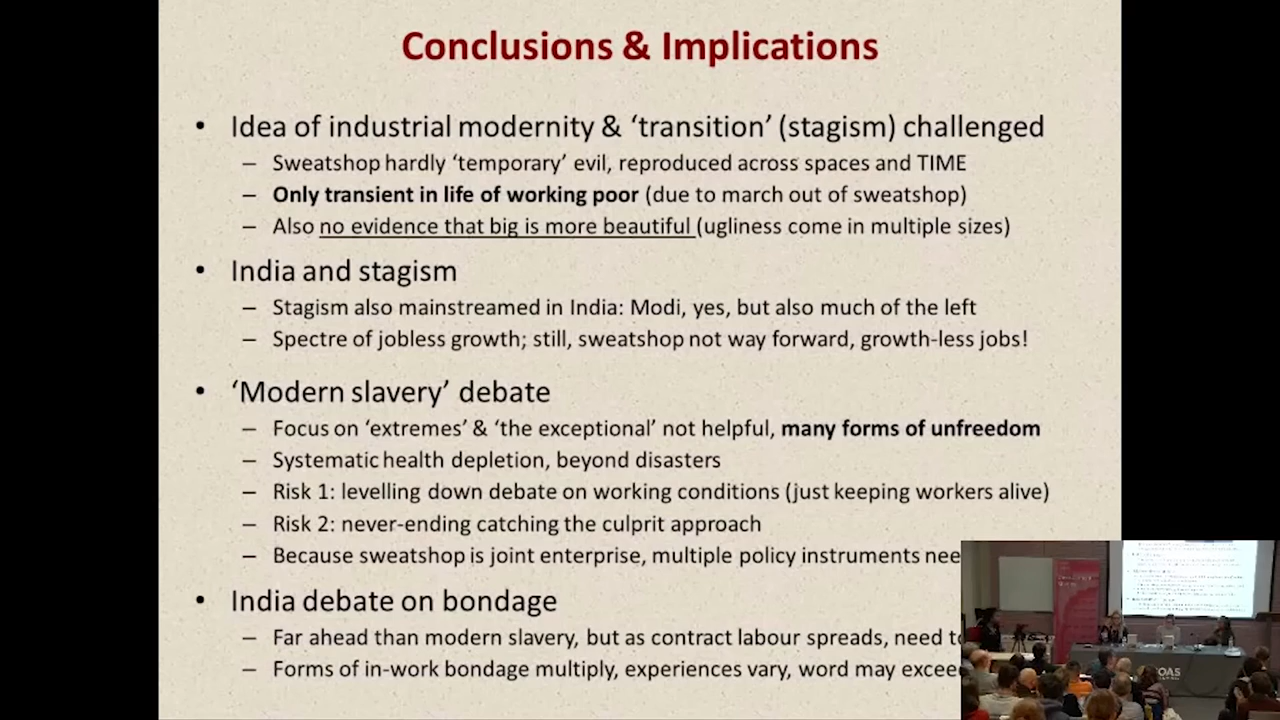 Conclusions & Implications
• Idea of industrial modernity & ‘transition’ (stagism) challenged
– Sweatshop hardly ‘temporary’ evil, reproduced across spaces and TIME
– Only transient in life of working poor (due to march out of sweatshop)
– Also no evidence that big is more beautiful (ugliness come in multiple sizes)
• India and stagism
– Stagism also mainstreamed in India: Modi, yes, but also much of the left
– Spectre of jobless growth; still, sweatshop not way forward, growth-less jobs!
• ‘Modern slavery’ debate
– Focus on ‘extremes’ & ‘the exceptional’ not helpful, many forms of unfreedom
– Systematic health depletion, beyond disasters
– Risk 1: levelling down debate on working conditions (just keeping workers alive)
– Risk 2: never-ending catching the culprit approach
– Because sweatshop is joint enterprise, multiple policy instruments
• India debate on bondage
– Far ahead than modern slavery, but as contract labour spreads, need
– Forms of in-work bondage multiply, experiences vary, word may